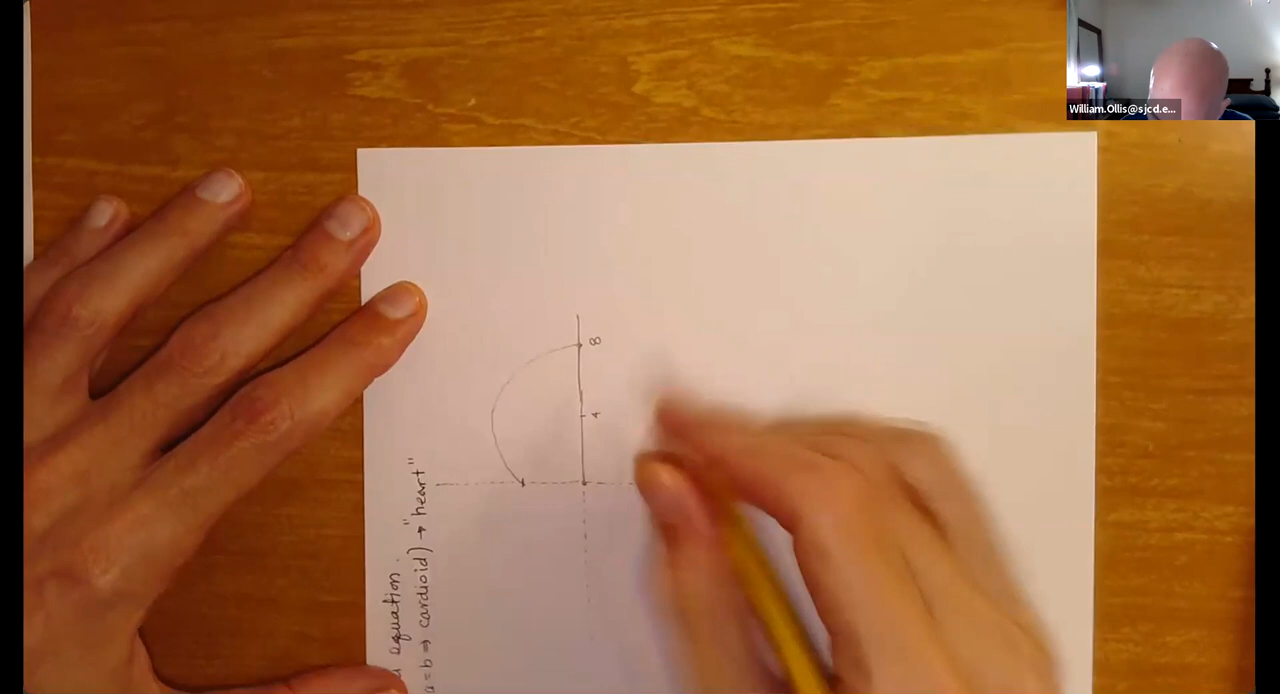 William.Ollis@sjcd.e...
equation.
a = b ⇒ cardioid) → "heart"
4
8